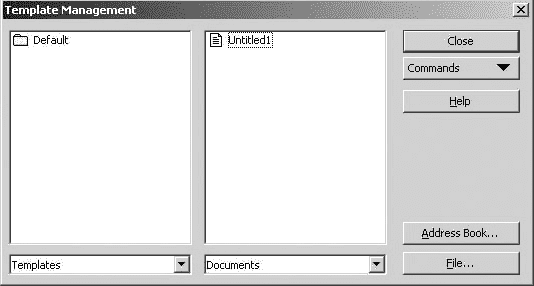 Template Management
Default
Untitled1
Close
Commands
Help
Address Book...
Templates
Documents
File...